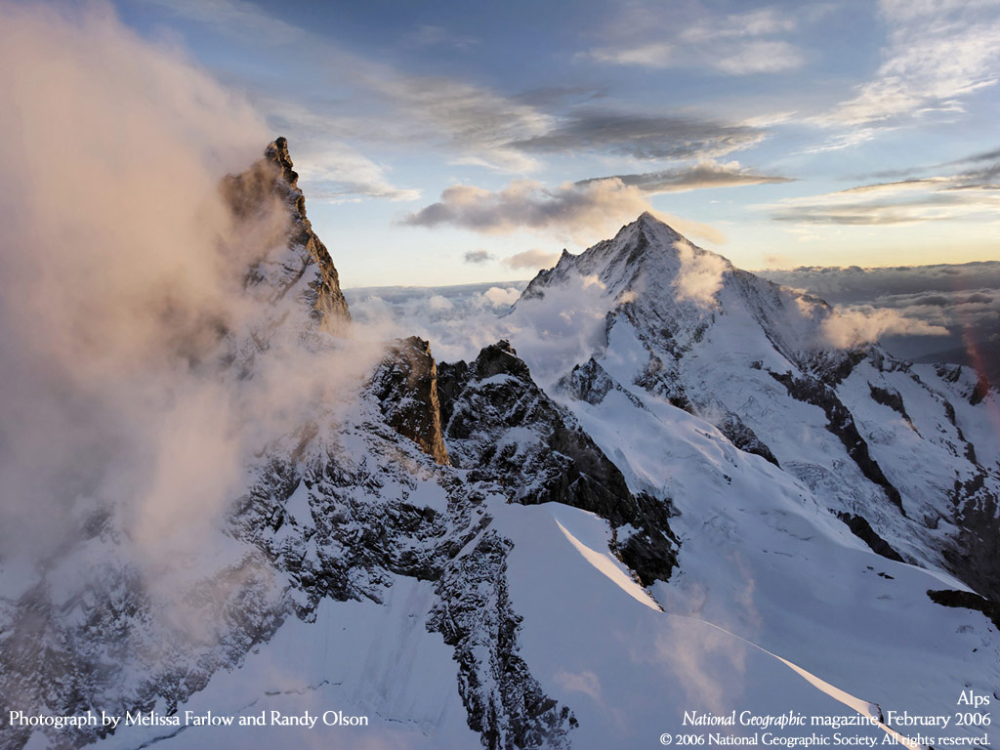 Photograph by Melissa Farlow and Randy Olson
Alps
National Geographic magazine, February 2006
© 2006 National Geographic Society. All rights reserved.